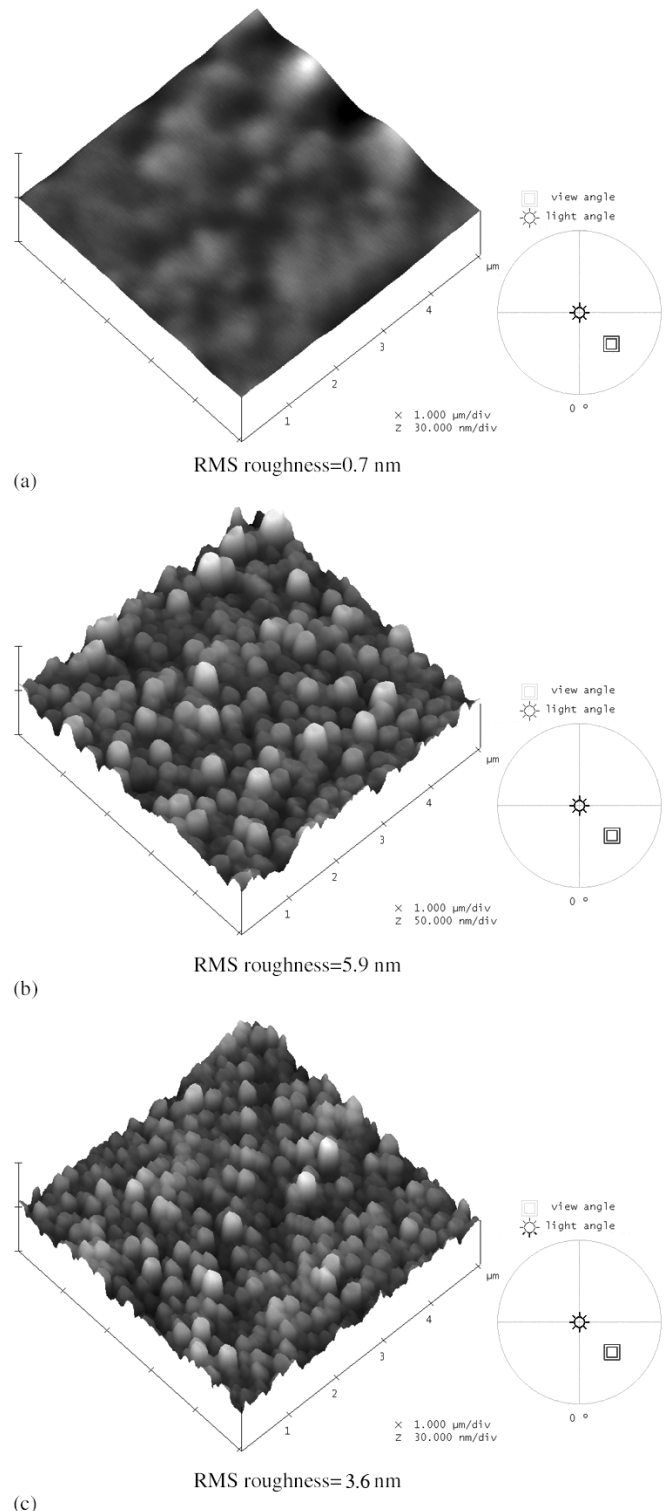 view angle
light angle
µm
4
3
2
1
0 °
X 1.000 µm/div
Z 30.000 nm/div
RMS roughness=0.7 nm
(a)
view angle
light angle
µm
4
3
2
1
0 °
X 1.000 µm/div
Z 50.000 nm/div
RMS roughness=5.9 nm
(b)
view angle
light angle
µm
4
3
2
1
0 °
X 1.000 µm/div
Z 30.000 nm/div
RMS roughness=3.6 nm
(c)